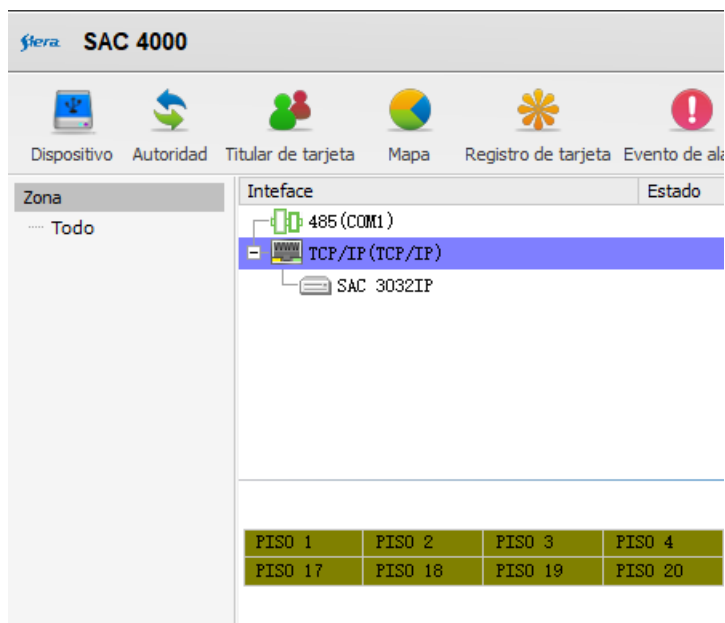 sfera SAC 4000
Dispositivo Autoridad Titular de tarjeta Mapa Registro de tarjeta Evento de ala
Zona Inteface Estado
Todo 485(COM1)
TCP/IP(TCP/IP)
SAC 3032IP
PISO 1 PISO 2 PISO 3 PISO 4
PISO 17 PISO 18 PISO 19 PISO 20